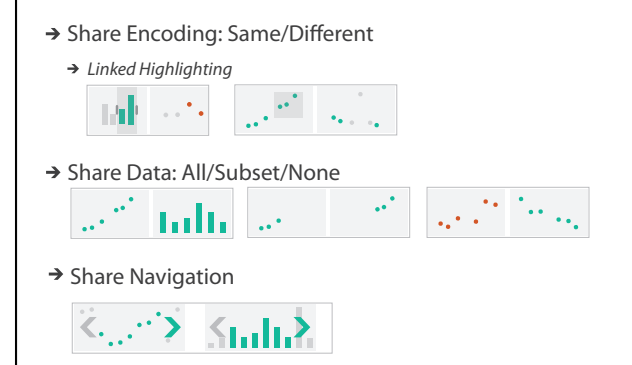 → Share Encoding: Same/Different
→ Linked Highlighting
→ Share Data: All/Subset/None
→ Share Navigation